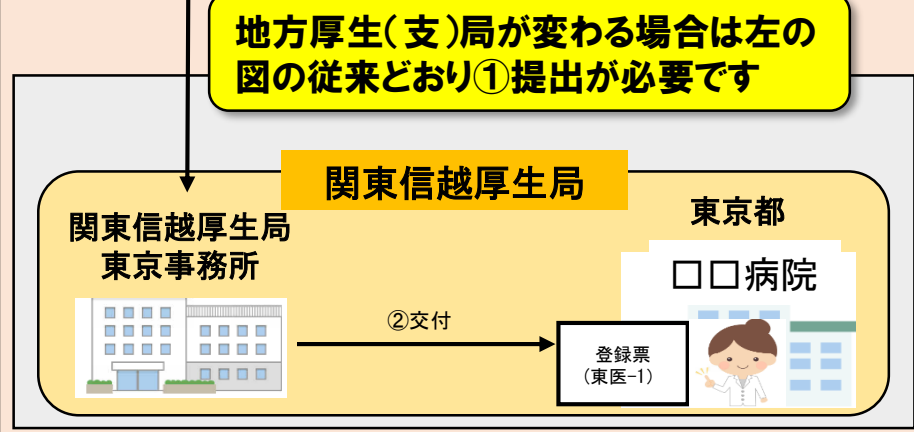 地方厚生(支)局が変わる場合は左の
図の従来どおり①提出が必要です
関東信越厚生局
関東信越厚生局
東京事務所
東京都
□□病院
②交付
登録票
(東医-1)